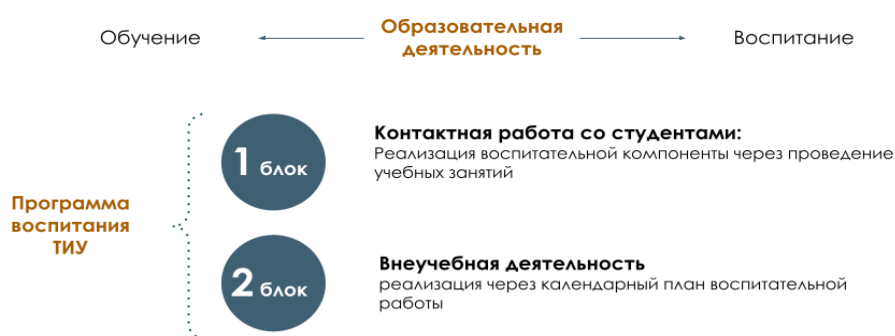 Обучение
Образовательная
деятельность
Воспитание
Программа
воспитания
ТИУ
1 блок
Контактная работа со студентами:
Реализация воспитательной компоненты через проведение
учебных занятий
2 блок
Внеучебная деятельность
реализация через календарный план воспитательной
работы